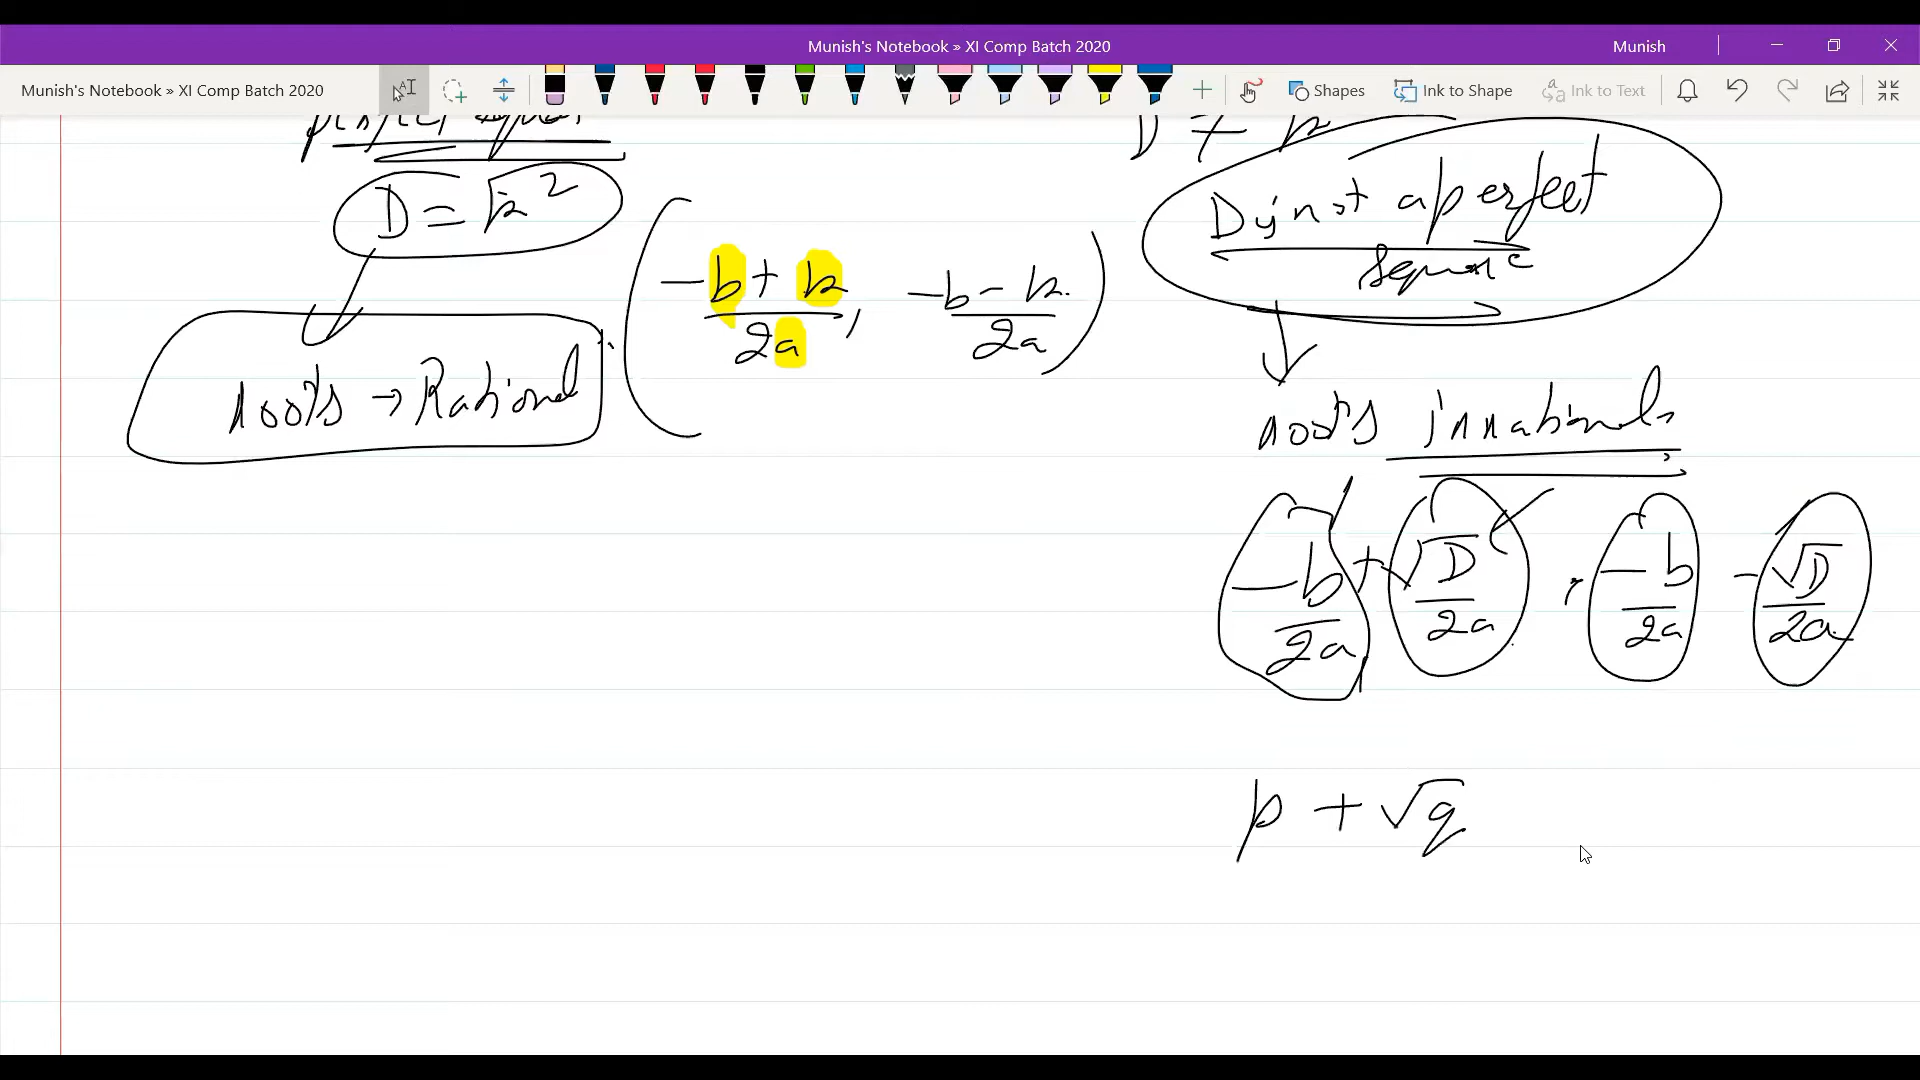 Munish's Notebook » XI Comp Batch 2020
Munish
Munish's Notebook » XI Comp Batch 2020
Shapes
Ink to Shape
Ink to Text
D ≠ k
D = k²
D is not a perfect
square
(-b + k / 2a, -b - k / 2a)
roots → Rational
roots irrationals
-b/2a + √D/2a , -b/2a - √D/2a
p + √q